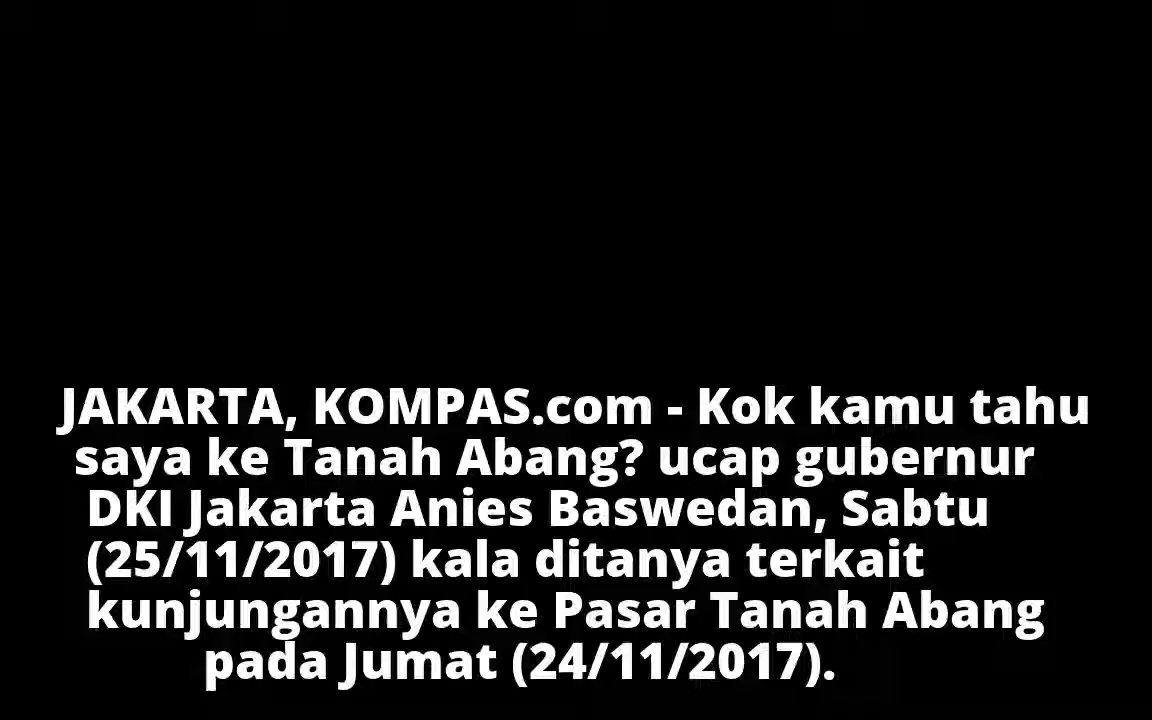 JAKARTA, KOMPAS.com - Kok kamu tahu
saya ke Tanah Abang? ucap gubernur
DKI Jakarta Anies Baswedan, Sabtu
(25/11/2017) kala ditanya terkait
kunjungannya ke Pasar Tanah Abang
pada Jumat (24/11/2017).